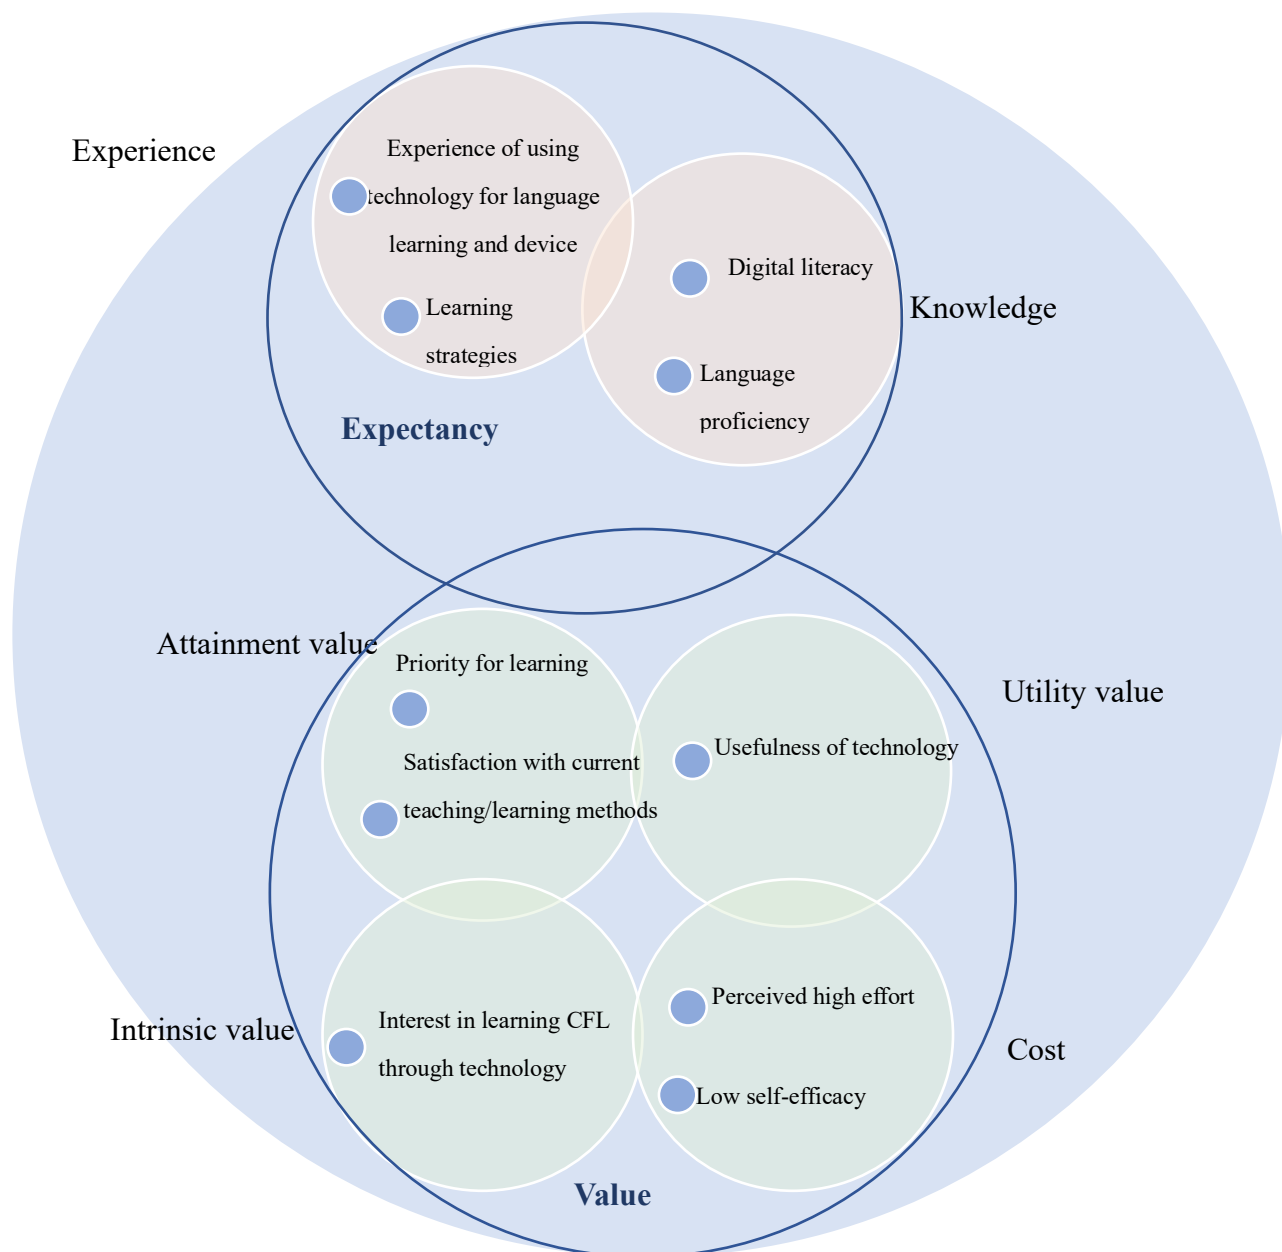 Experience
Experience of using
technology for language
learning and device
Learning
strategies
Digital literacy
Knowledge
Language
proficiency
Expectancy
Attainment value
Priority for learning
Satisfaction with current
teaching/learning methods
Utility value
Usefulness of technology
Intrinsic value
Interest in learning CFL
through technology
Perceived high effort
Cost
Low self-efficacy
Value